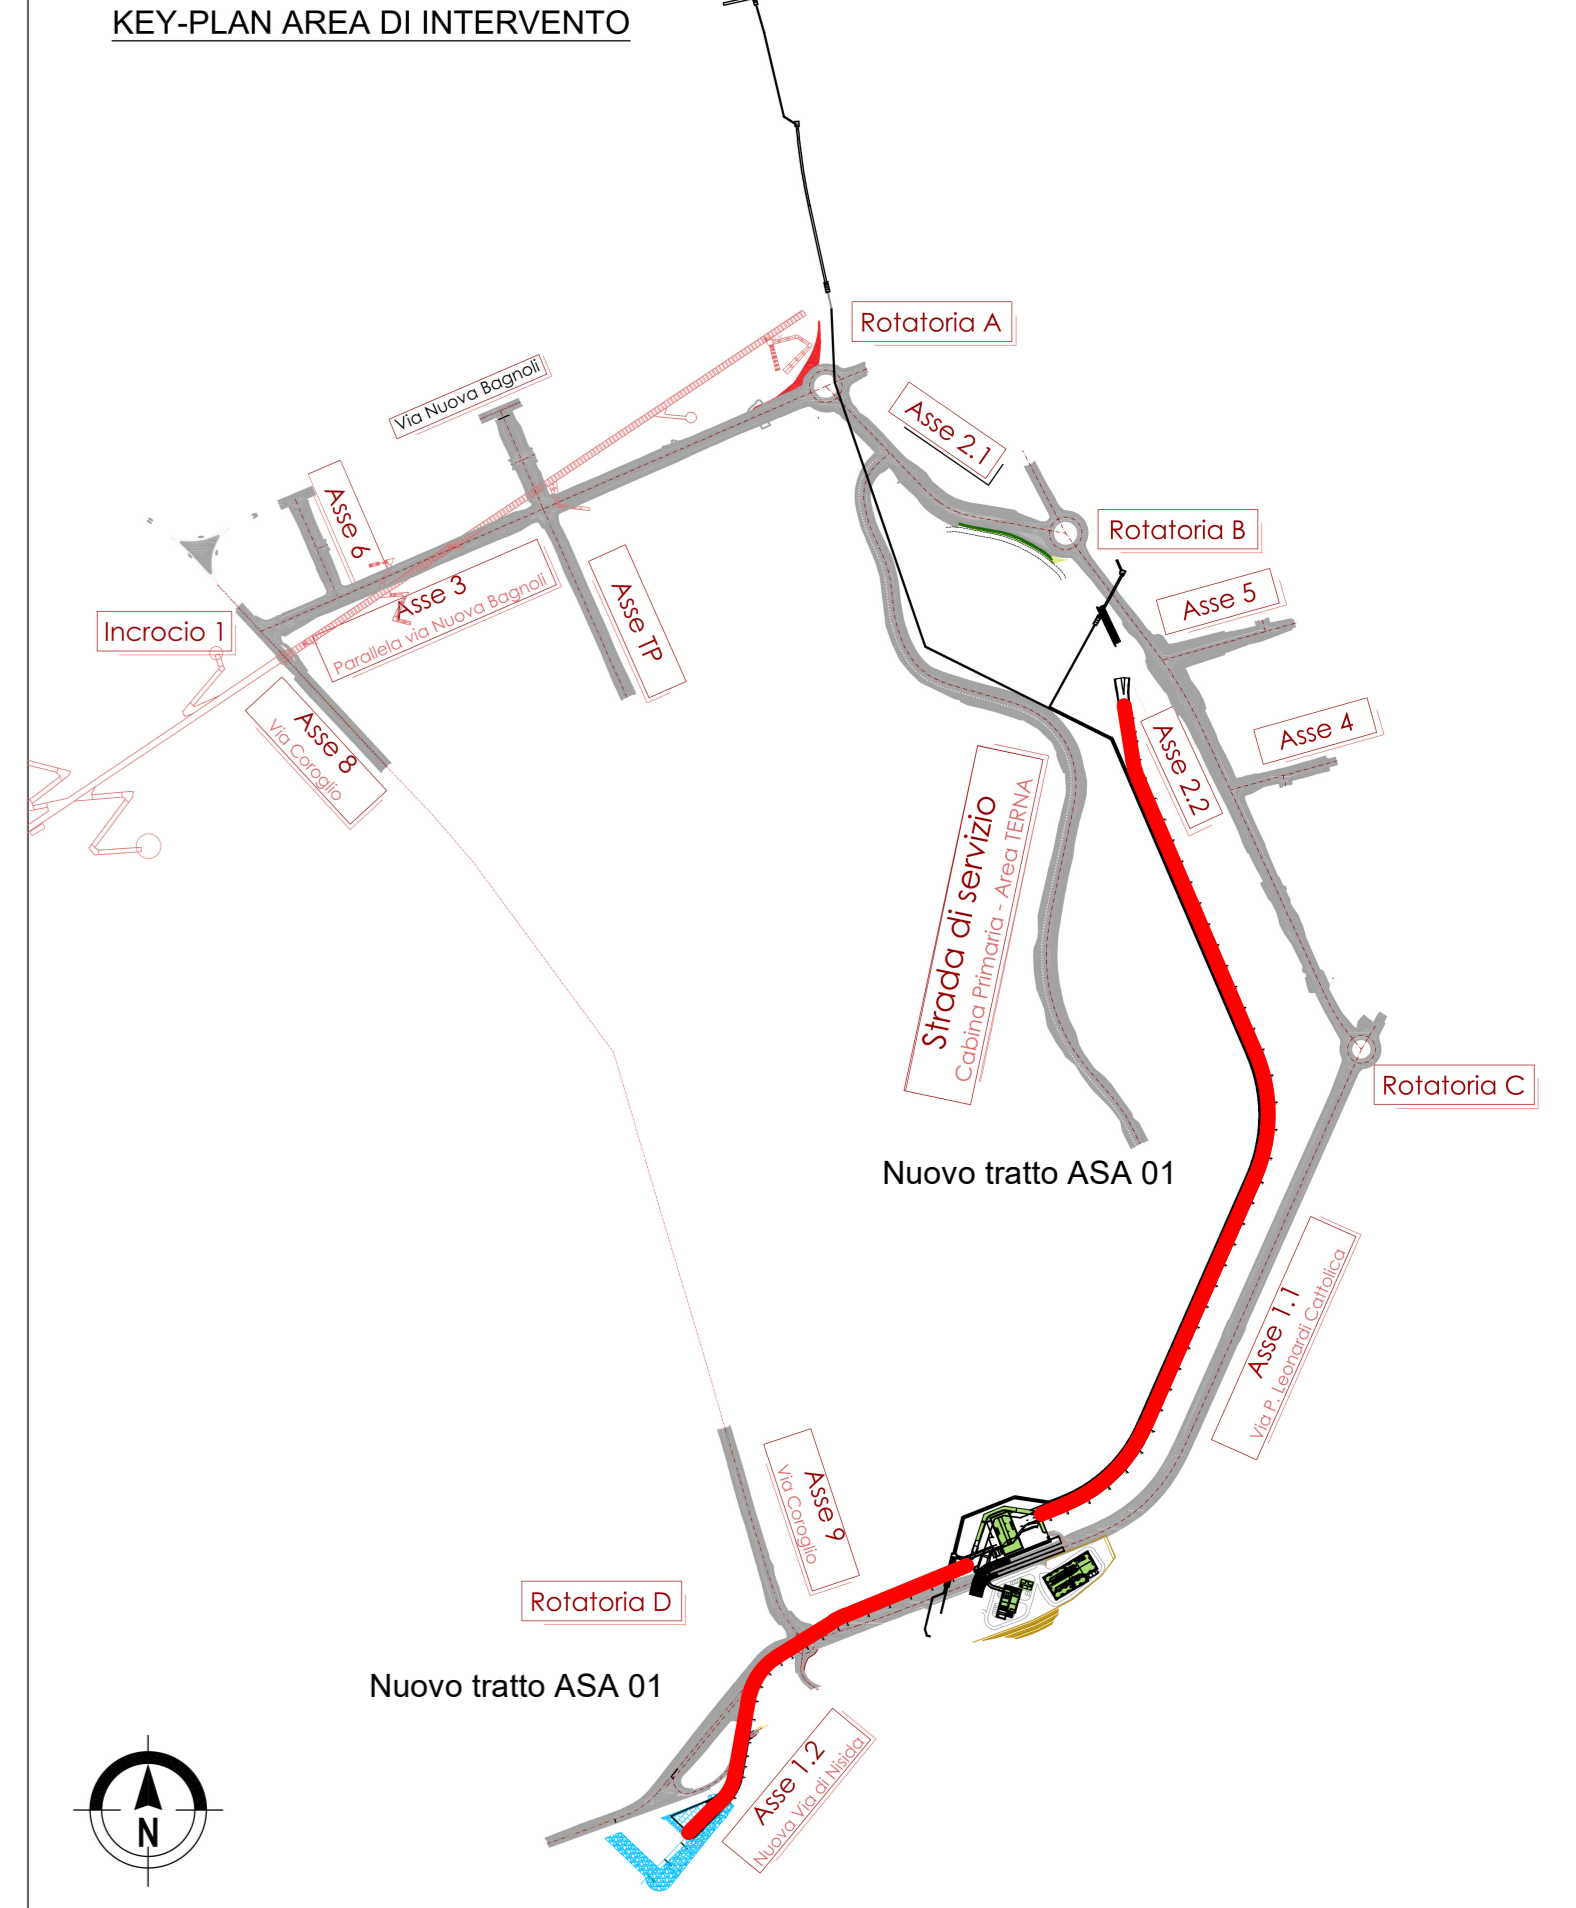 KEY-PLAN AREA DI INTERVENTO
Rotatoria A
Via Nuova Bagnoli
Asse 2.1
Asse 6
Rotatoria B
Asse 3
Parallela via Nuova Bagnoli
Asse TP
Asse 5
Incrocio 1
Asse 8
Via Coroglio
Asse 4
Asse 2.2
Strada di servizio
Cabina Primaria - Area TERNA
Rotatoria C
Nuovo tratto ASA 01
Asse 1.1
Via P. Leonardi Cattolica
Asse 9
Via Coroglio
Rotatoria D
Nuovo tratto ASA 01
Asse 1.2
Nuova Via di Nisida
N